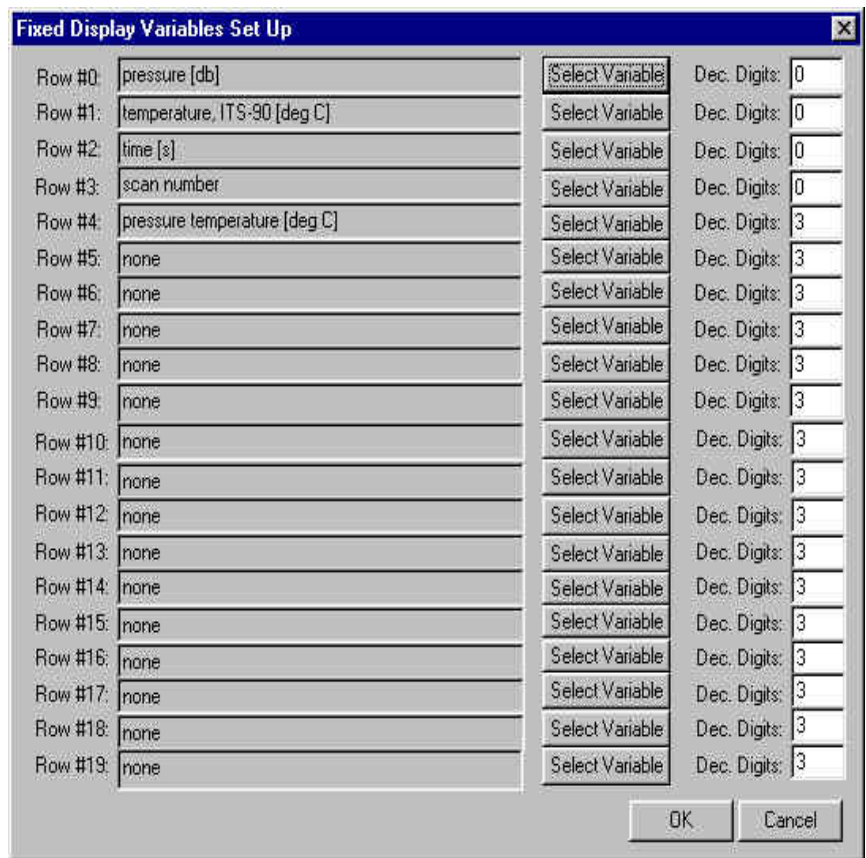 Fixed Display Variables Set Up
Row #0: pressure [db] Select Variable Dec. Digits: 0
Row #1: temperature, ITS-90 [deg C] Select Variable Dec. Digits: 0
Row #2: time [s] Select Variable Dec. Digits: 0
Row #3: scan number Select Variable Dec. Digits: 0
Row #4: pressure temperature [deg C] Select Variable Dec. Digits: 3
Row #5: none Select Variable Dec. Digits: 3
Row #6: none Select Variable Dec. Digits: 3
Row #7: none Select Variable Dec. Digits: 3
Row #8: none Select Variable Dec. Digits: 3
Row #9: none Select Variable Dec. Digits: 3
Row #10: none Select Variable Dec. Digits: 3
Row #11: none Select Variable Dec. Digits: 3
Row #12: none Select Variable Dec. Digits: 3
Row #13: none Select Variable Dec. Digits: 3
Row #14: none Select Variable Dec. Digits: 3
Row #15: none Select Variable Dec. Digits: 3
Row #16: none Select Variable Dec. Digits: 3
Row #17: none Select Variable Dec. Digits: 3
Row #18: none Select Variable Dec. Digits: 3
Row #19: none Select Variable Dec. Digits: 3
OK Cancel